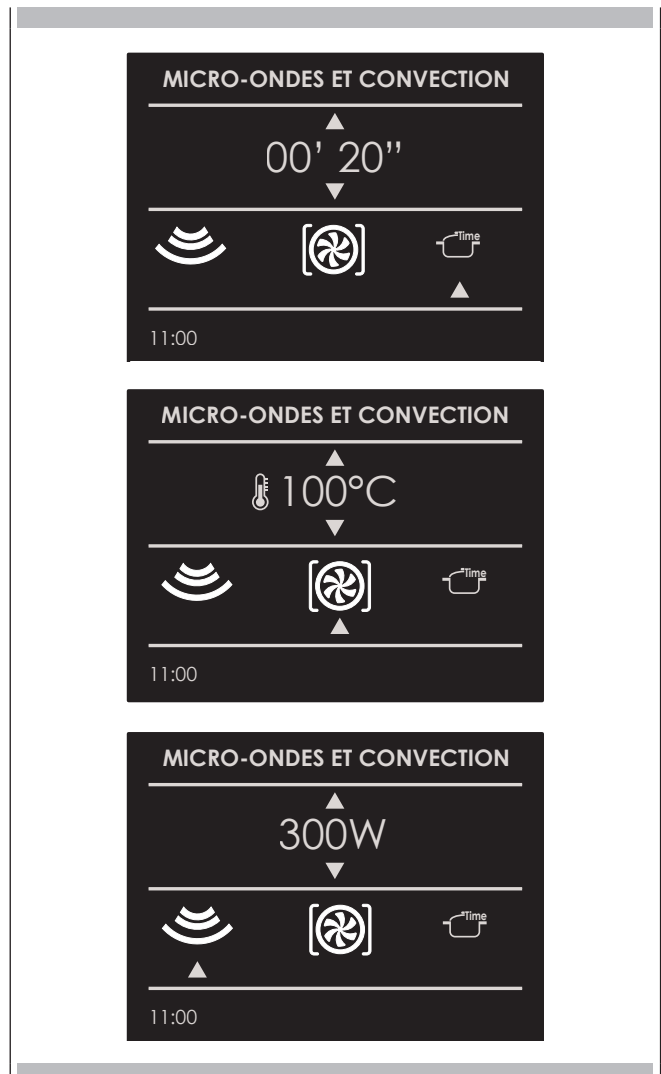 MICRO-ONDES ET CONVECTION
00’ 20”
Time
11:00
MICRO-ONDES ET CONVECTION
100°C
Time
11:00
MICRO-ONDES ET CONVECTION
300W
Time
11:00